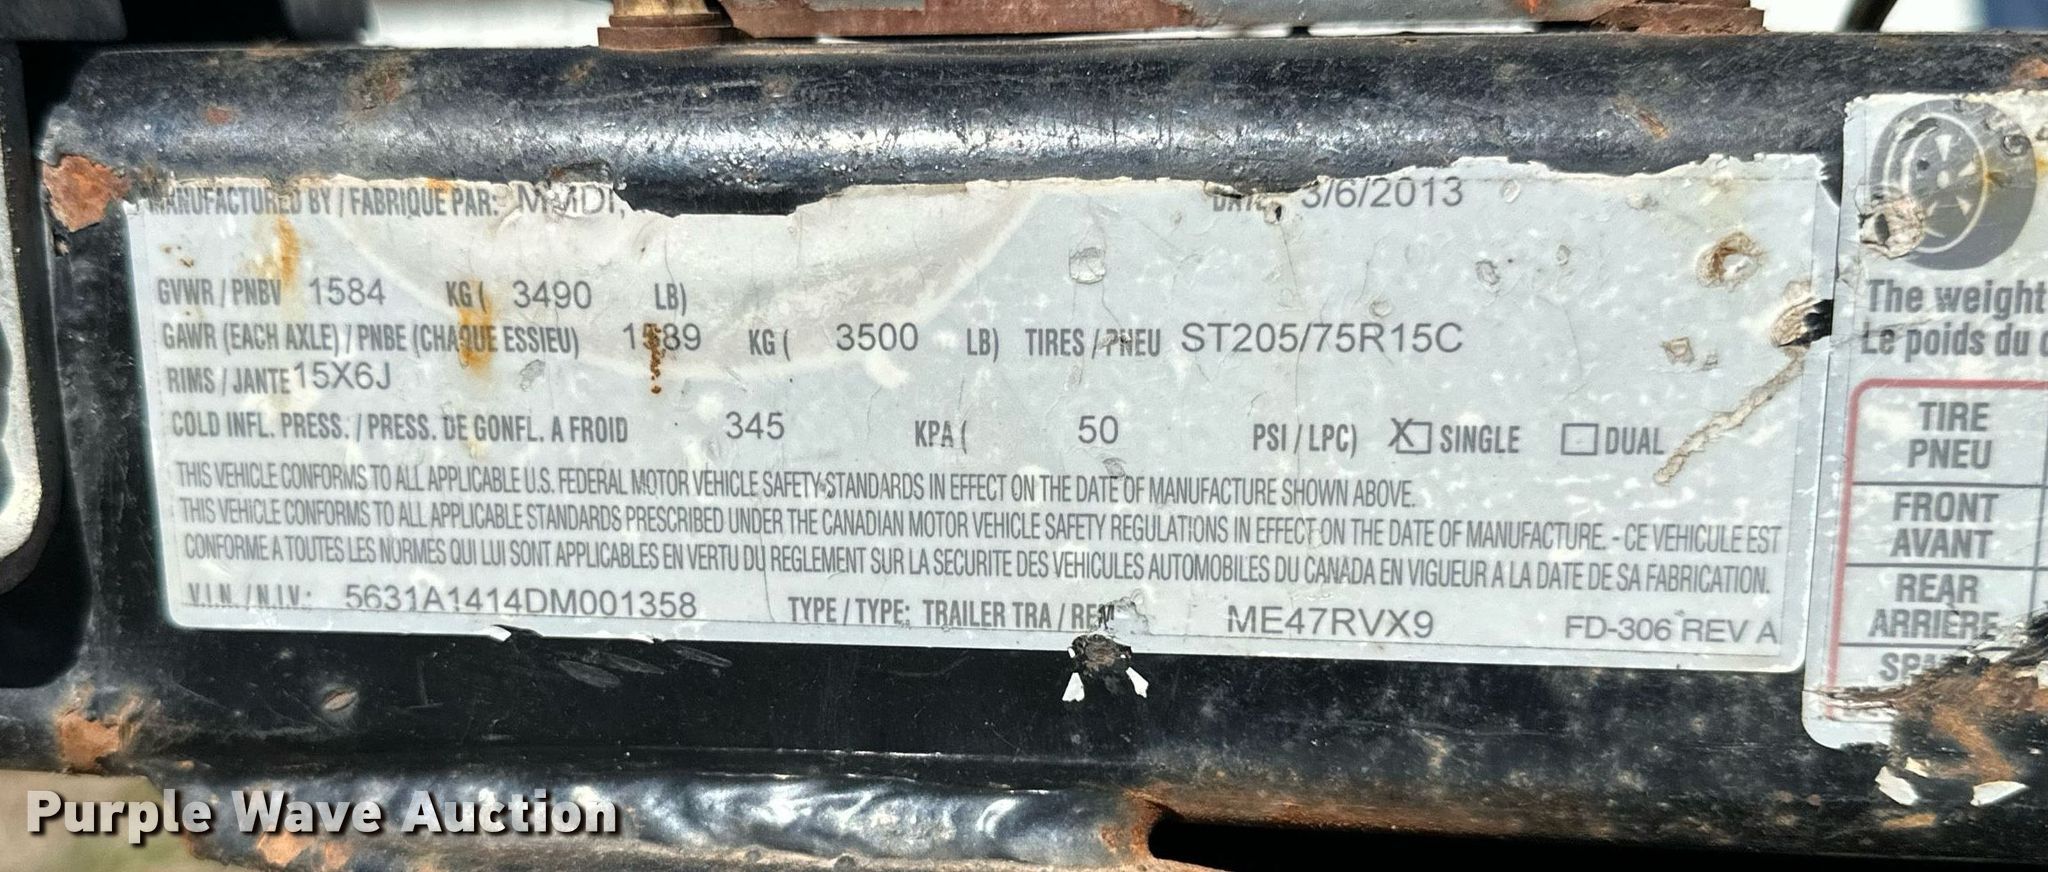 MANUFACTURED BY / FABRIQUE PAR: MMDI,
DATE 3/6/2013
GVWR / PNBV 1584 KG ( 3490 LB)
GAWR (EACH AXLE) / PNBE (CHAQUE ESSIEU) 1589 KG ( 3500 LB) TIRES / PNEU ST205/75R15C
RIMS / JANTE 15X6J
COLD INFL. PRESS. / PRESS. DE GONFL. A FROID 345 KPA ( 50 PSI / LPC) X SINGLE DUAL
THIS VEHICLE CONFORMS TO ALL APPLICABLE U.S. FEDERAL MOTOR VEHICLE SAFETY STANDARDS IN EFFECT ON THE DATE OF MANUFACTURE SHOWN ABOVE.
THIS VEHICLE CONFORMS TO ALL APPLICABLE STANDARDS PRESCRIBED UNDER THE CANADIAN MOTOR VEHICLE SAFETY REGULATIONS IN EFFECT ON THE DATE OF MANUFACTURE. - CE VEHICULE EST
CONFORME A TOUTES LES NORMES QUI LUI SONT APPLICABLES EN VERTU DU REGLEMENT SUR LA SECURITE DES VEHICULES AUTOMOBILES DU CANADA EN VIGUEUR A LA DATE DE SA FABRICATION.
V.I.N. / N.I.V.: 5631A1414DM001358 TYPE / TYPE: TRAILER TRA / REM ME47RVX9 FD-306 REV A
The weight
Le poids du
TIRE
PNEU
FRONT
AVANT
REAR
ARRIÈRE
Purple Wave Auction